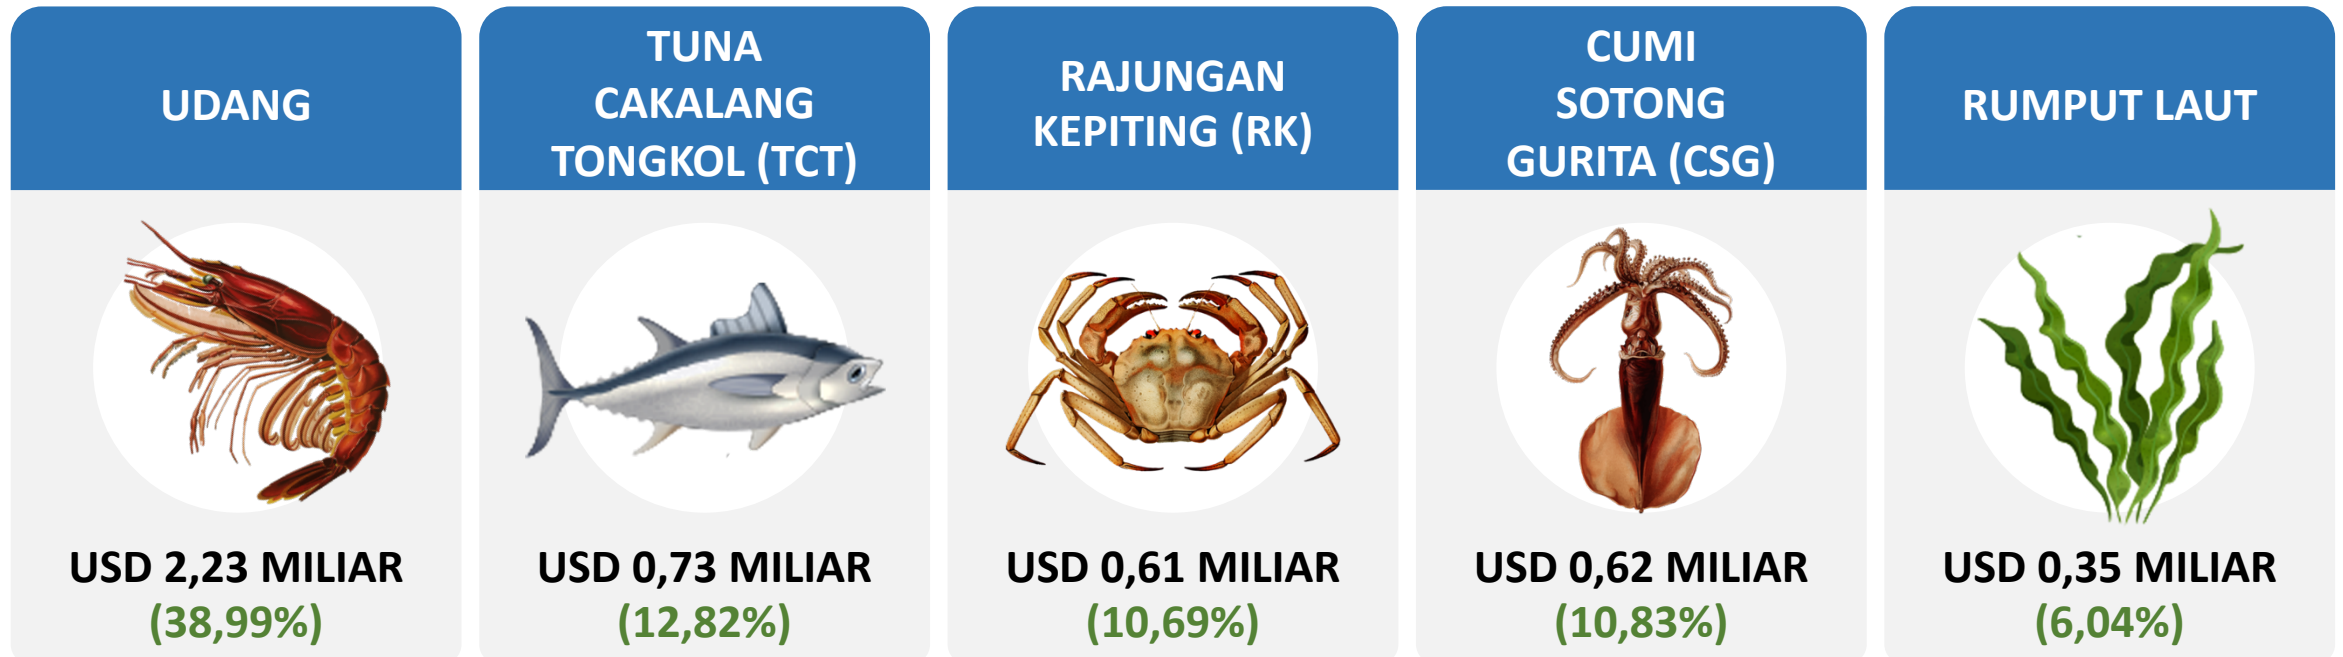 UDANG
USD 2,23 MILIAR
(38,99%)
TUNA
CAKALANG
TONGKOL (TCT)
USD 0,73 MILIAR
(12,82%)
RAJUNGAN
KEPITING (RK)
USD 0,61 MILIAR
(10,69%)
CUMI
SOTONG
GURITA (CSG)
USD 0,62 MILIAR
(10,83%)
RUMPUT LAUT
USD 0,35 MILIAR
(6,04%)